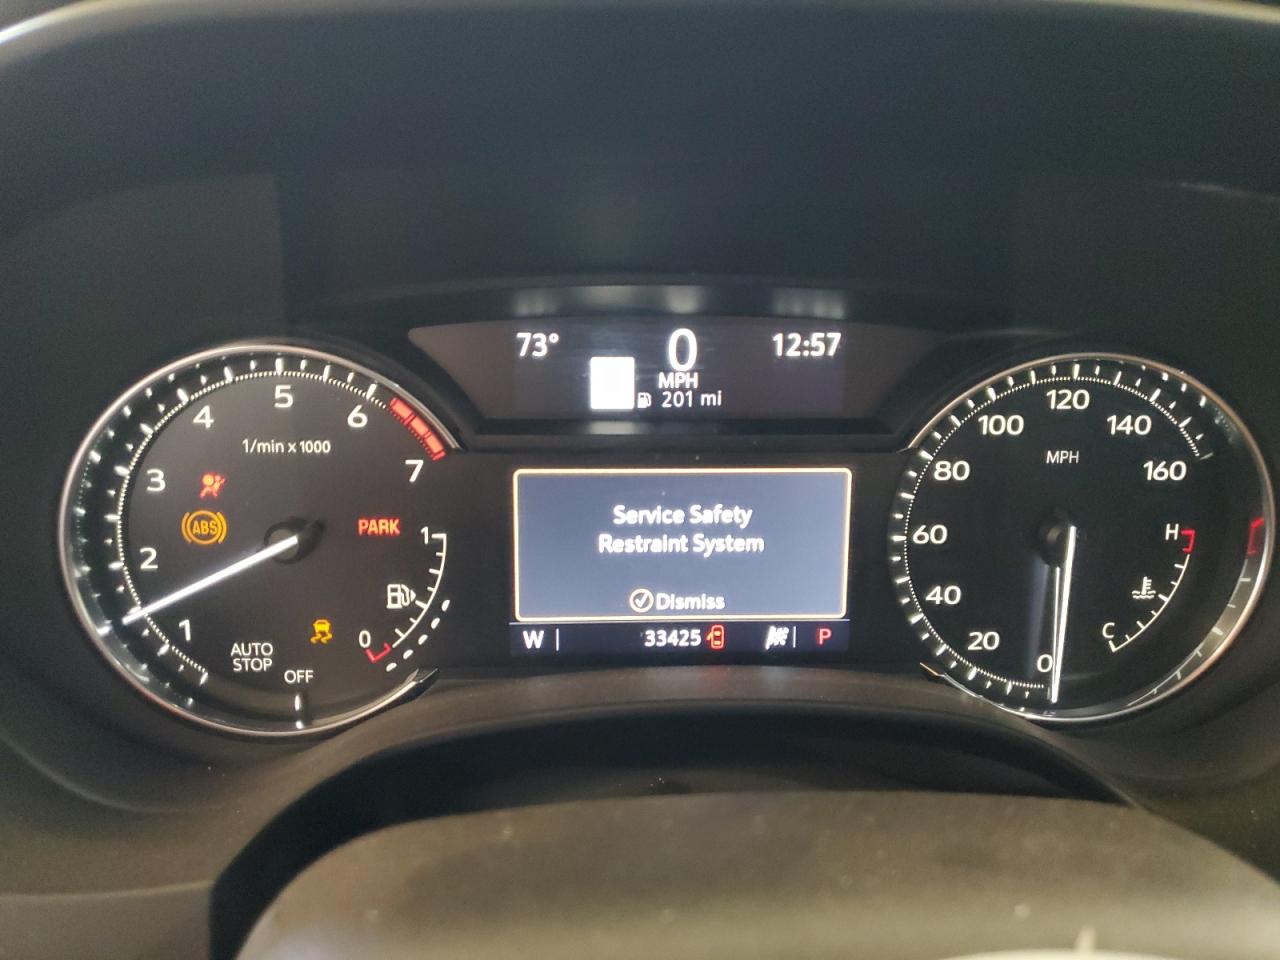 73°
0
12:57
MPH
201 mi
5
4
6
1/min x 1000
3
7
ABS
PARK
1
2
1
0
AUTO
STOP
OFF
Service Safety
Restraint System
Dismiss
W
33425
P
120
100
140
MPH
80
160
60
H
40
20
C
0